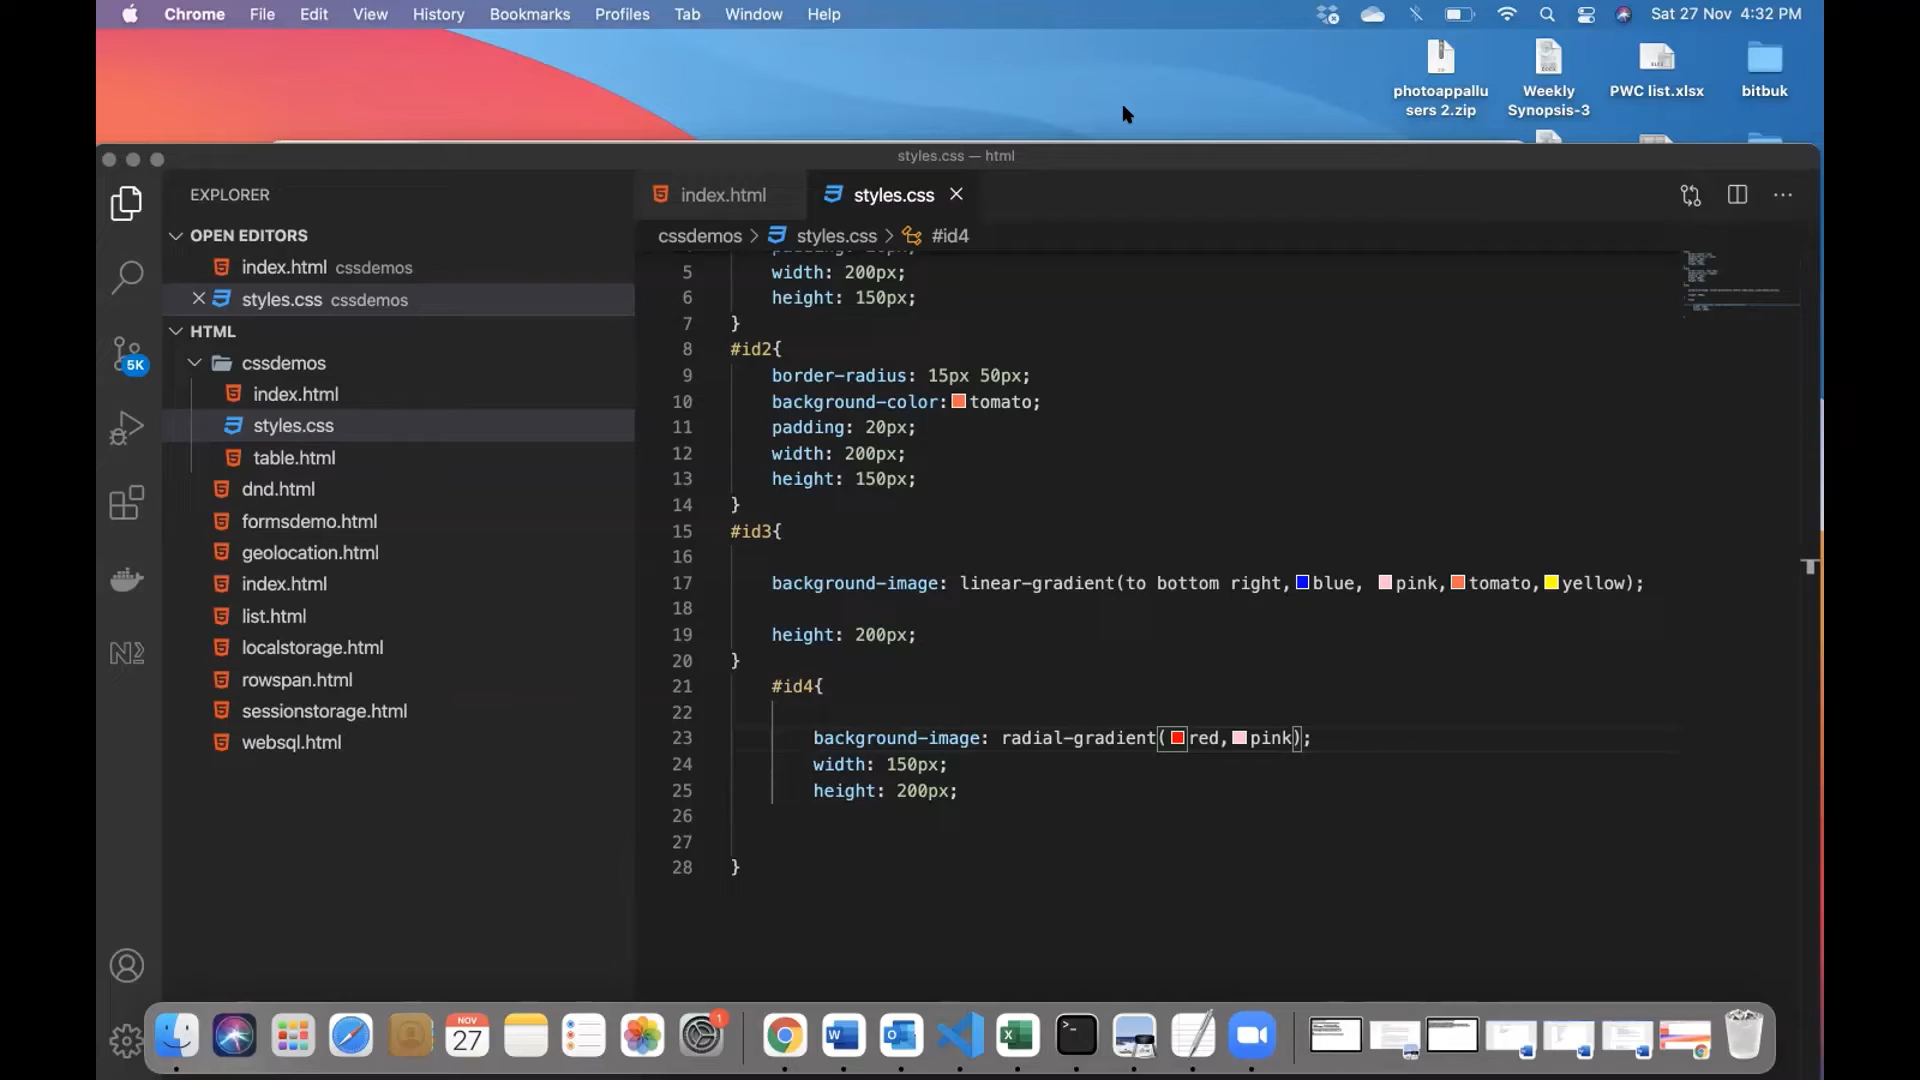 Chrome File Edit View History Bookmarks Profiles Tab Window Help Sat 27 Nov 4:32 PM
photoappallu
sers 2.zip
Weekly
Synopsis-3
PWC list.xlsx
bitbuk
styles.css — html
EXPLORER
OPEN EDITORS
index.html cssdemos
styles.css cssdemos
HTML
cssdemos
index.html
styles.css
table.html
dnd.html
formsdemo.html
geolocation.html
index.html
list.html
localstorage.html
rowspan.html
sessionstorage.html
websql.html
5K
index.html styles.css
cssdemos > styles.css > #id4
5 width: 200px;
6 height: 150px;
7 }
8 #id2{
9 border-radius: 15px 50px;
10 background-color: tomato;
11 padding: 20px;
12 width: 200px;
13 height: 150px;
14 }
15 #id3{
16
17 background-image: linear-gradient(to bottom right, blue, pink, tomato, yellow);
18
19 height: 200px;
20 }
21 #id4{
22
23 background-image: radial-gradient( red, pink);
24 width: 150px;
25 height: 200px;
26
27
28 }
NOV
27
1